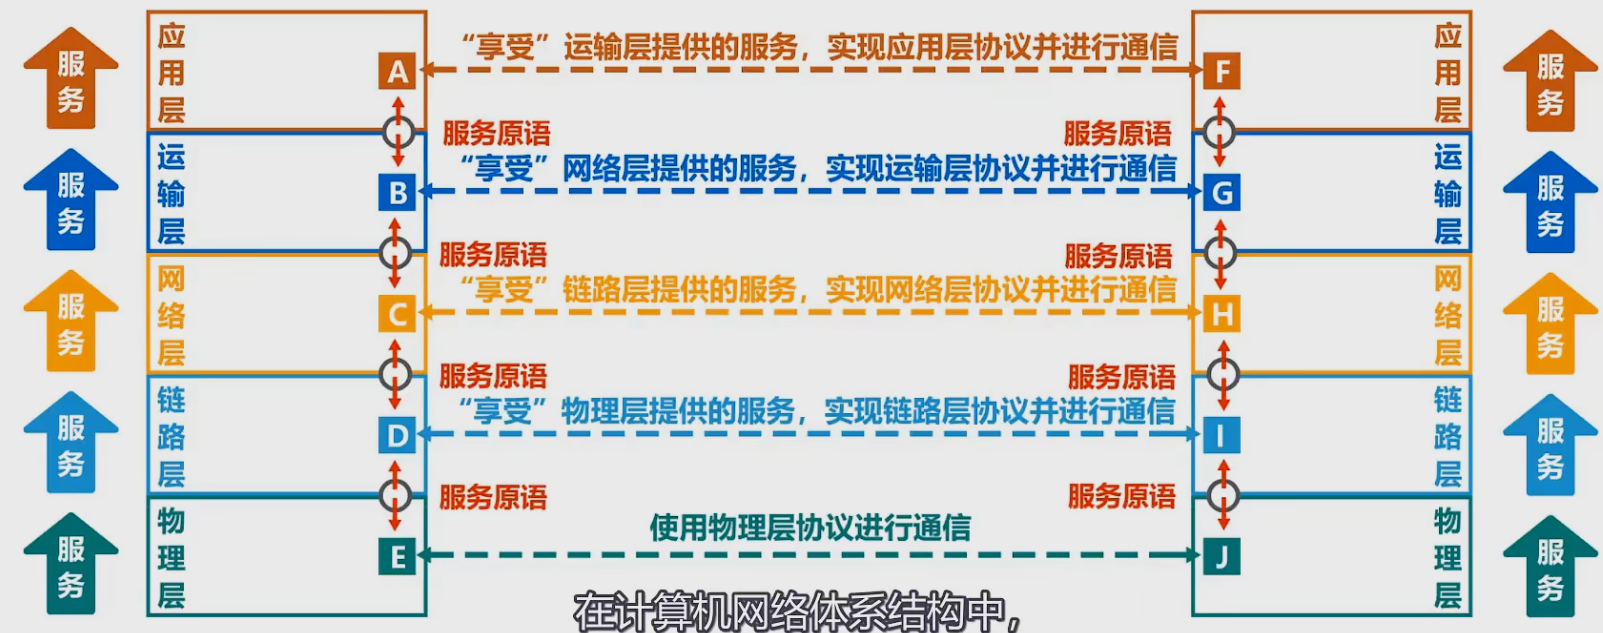 服务
应用层
A
“享受”运输层提供的服务，实现应用层协议并进行通信
F
应用层
服务
服务原语
服务原语
服务
运输层
B
“享受”网络层提供的服务，实现运输层协议并进行通信
G
运输层
服务
服务原语
服务原语
服务
网络层
C
“享受”链路层提供的服务，实现网络层协议并进行通信
H
网络层
服务
服务原语
服务原语
服务
链路层
D
“享受”物理层提供的服务，实现链路层协议并进行通信
I
链路层
服务
服务原语
服务原语
服务
物理层
E
使用物理层协议进行通信
J
物理层
服务
在计算机网络体系结构中，